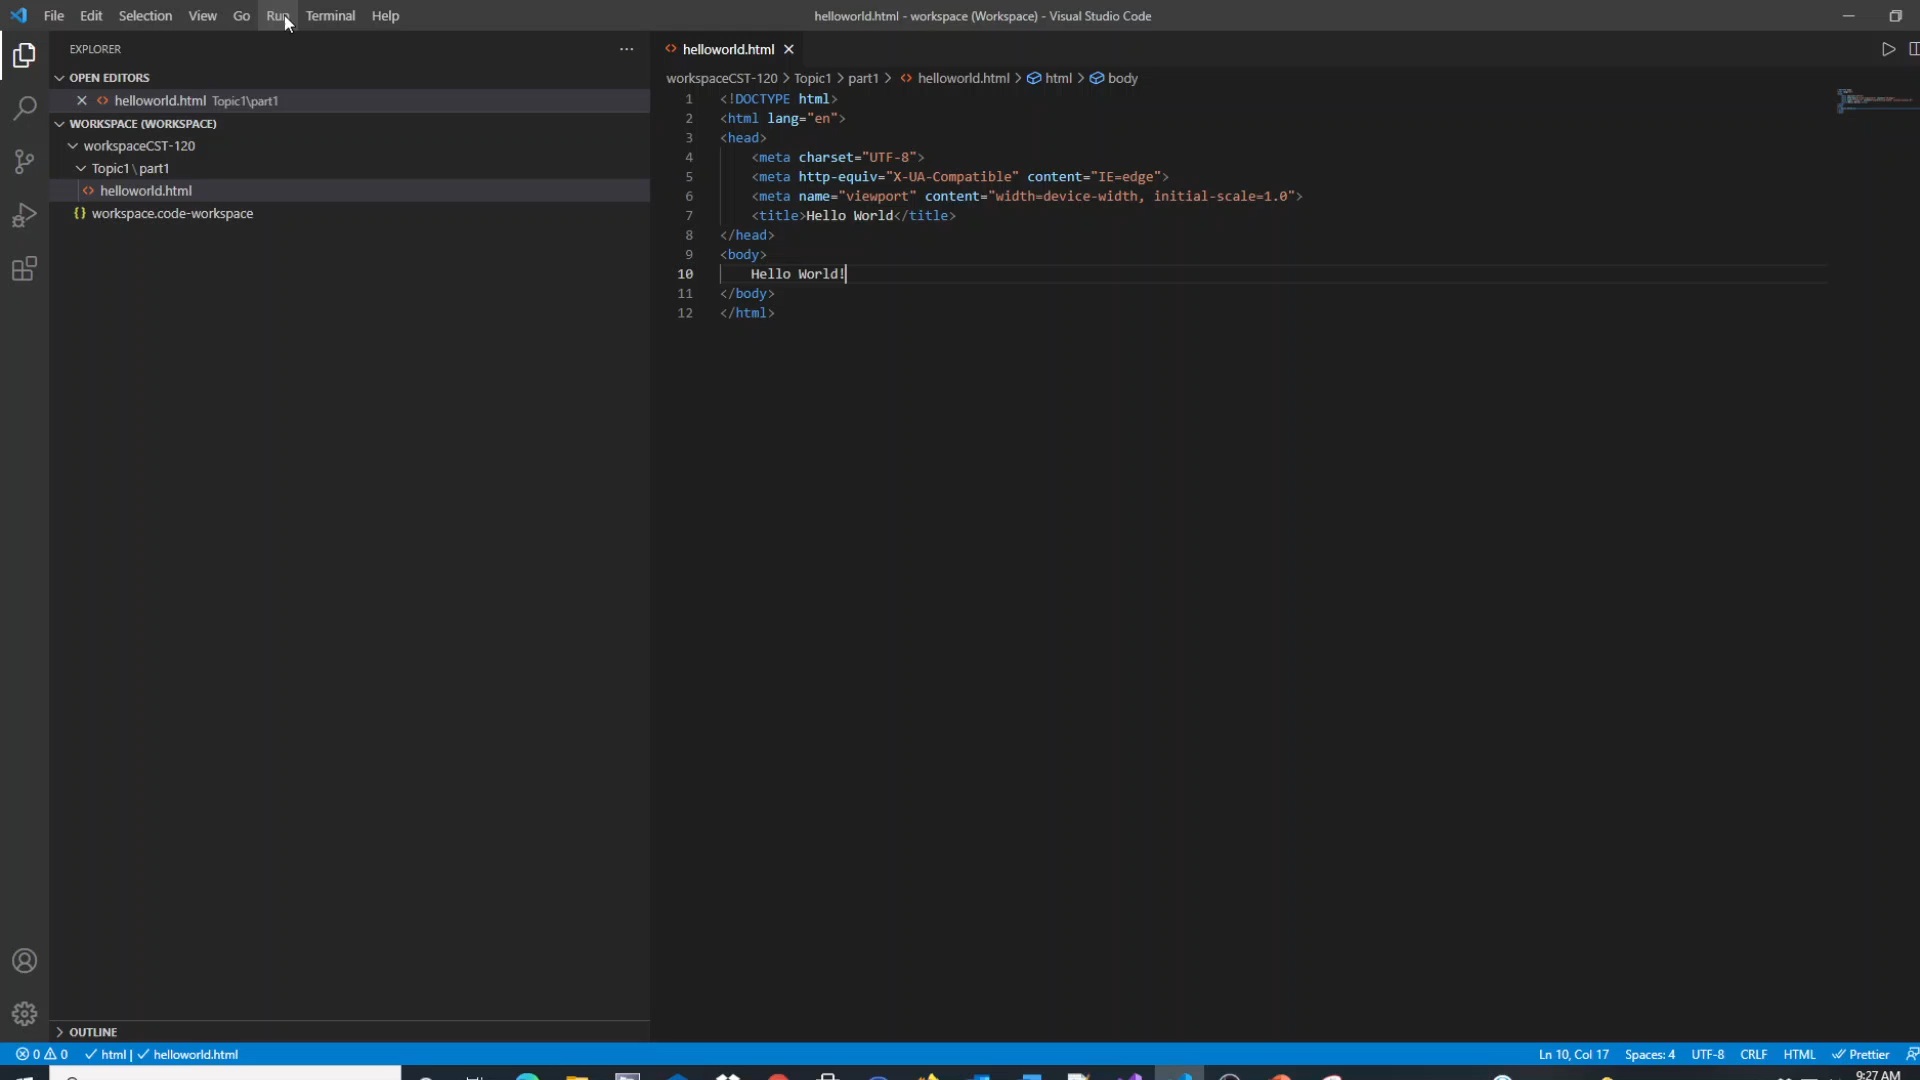 File Edit Selection View Go Run Terminal Help
helloworld.html - workspace (Workspace) - Visual Studio Code
EXPLORER
OPEN EDITORS
helloworld.html Topic1\part1
WORKSPACE (WORKSPACE)
workspaceCST-120
Topic1 \ part1
helloworld.html
workspace.code-workspace
OUTLINE
helloworld.html
workspaceCST-120 > Topic1 > part1 > helloworld.html > html > body
1 <!DOCTYPE html>
2 <html lang="en">
3 <head>
4     <meta charset="UTF-8">
5     <meta http-equiv="X-UA-Compatible" content="IE=edge">
6     <meta name="viewport" content="width=device-width, initial-scale=1.0">
7     <title>Hello World</title>
8 </head>
9 <body>
10     Hello World!
11 </body>
12 </html>
0 0 html | helloworld.html Ln 10, Col 17 Spaces: 4 UTF-8 CRLF HTML Prettier
9:27 AM